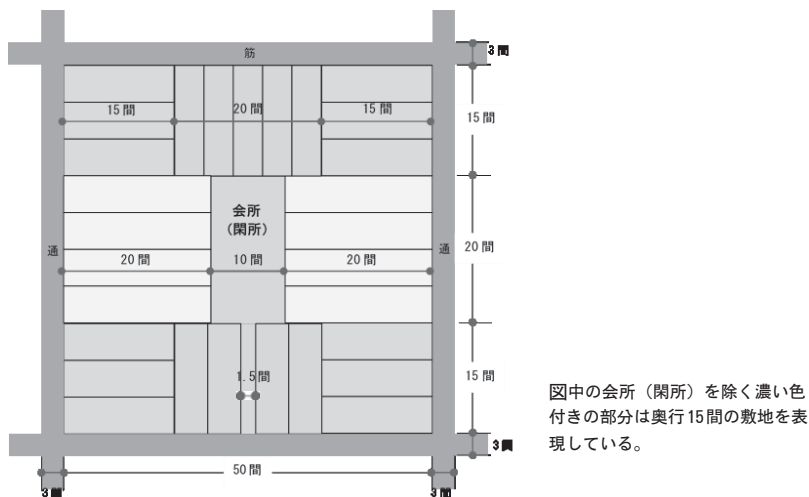 筋
3間
15間
20間
15間
15間
会所
(閑所)
通
通
20間
20間
10間
20間
1.5間
15間
図中の会所（閑所）を除く濃い色
付きの部分は奥行15間の敷地を表
現している。
3間
50間
3間
3間